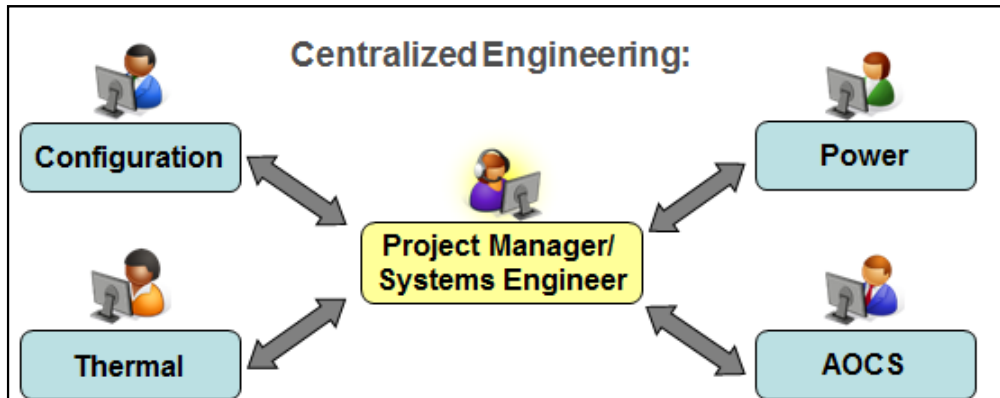 Centralized Engineering:
Configuration
Power
Project Manager/
Systems Engineer
Thermal
AOCS